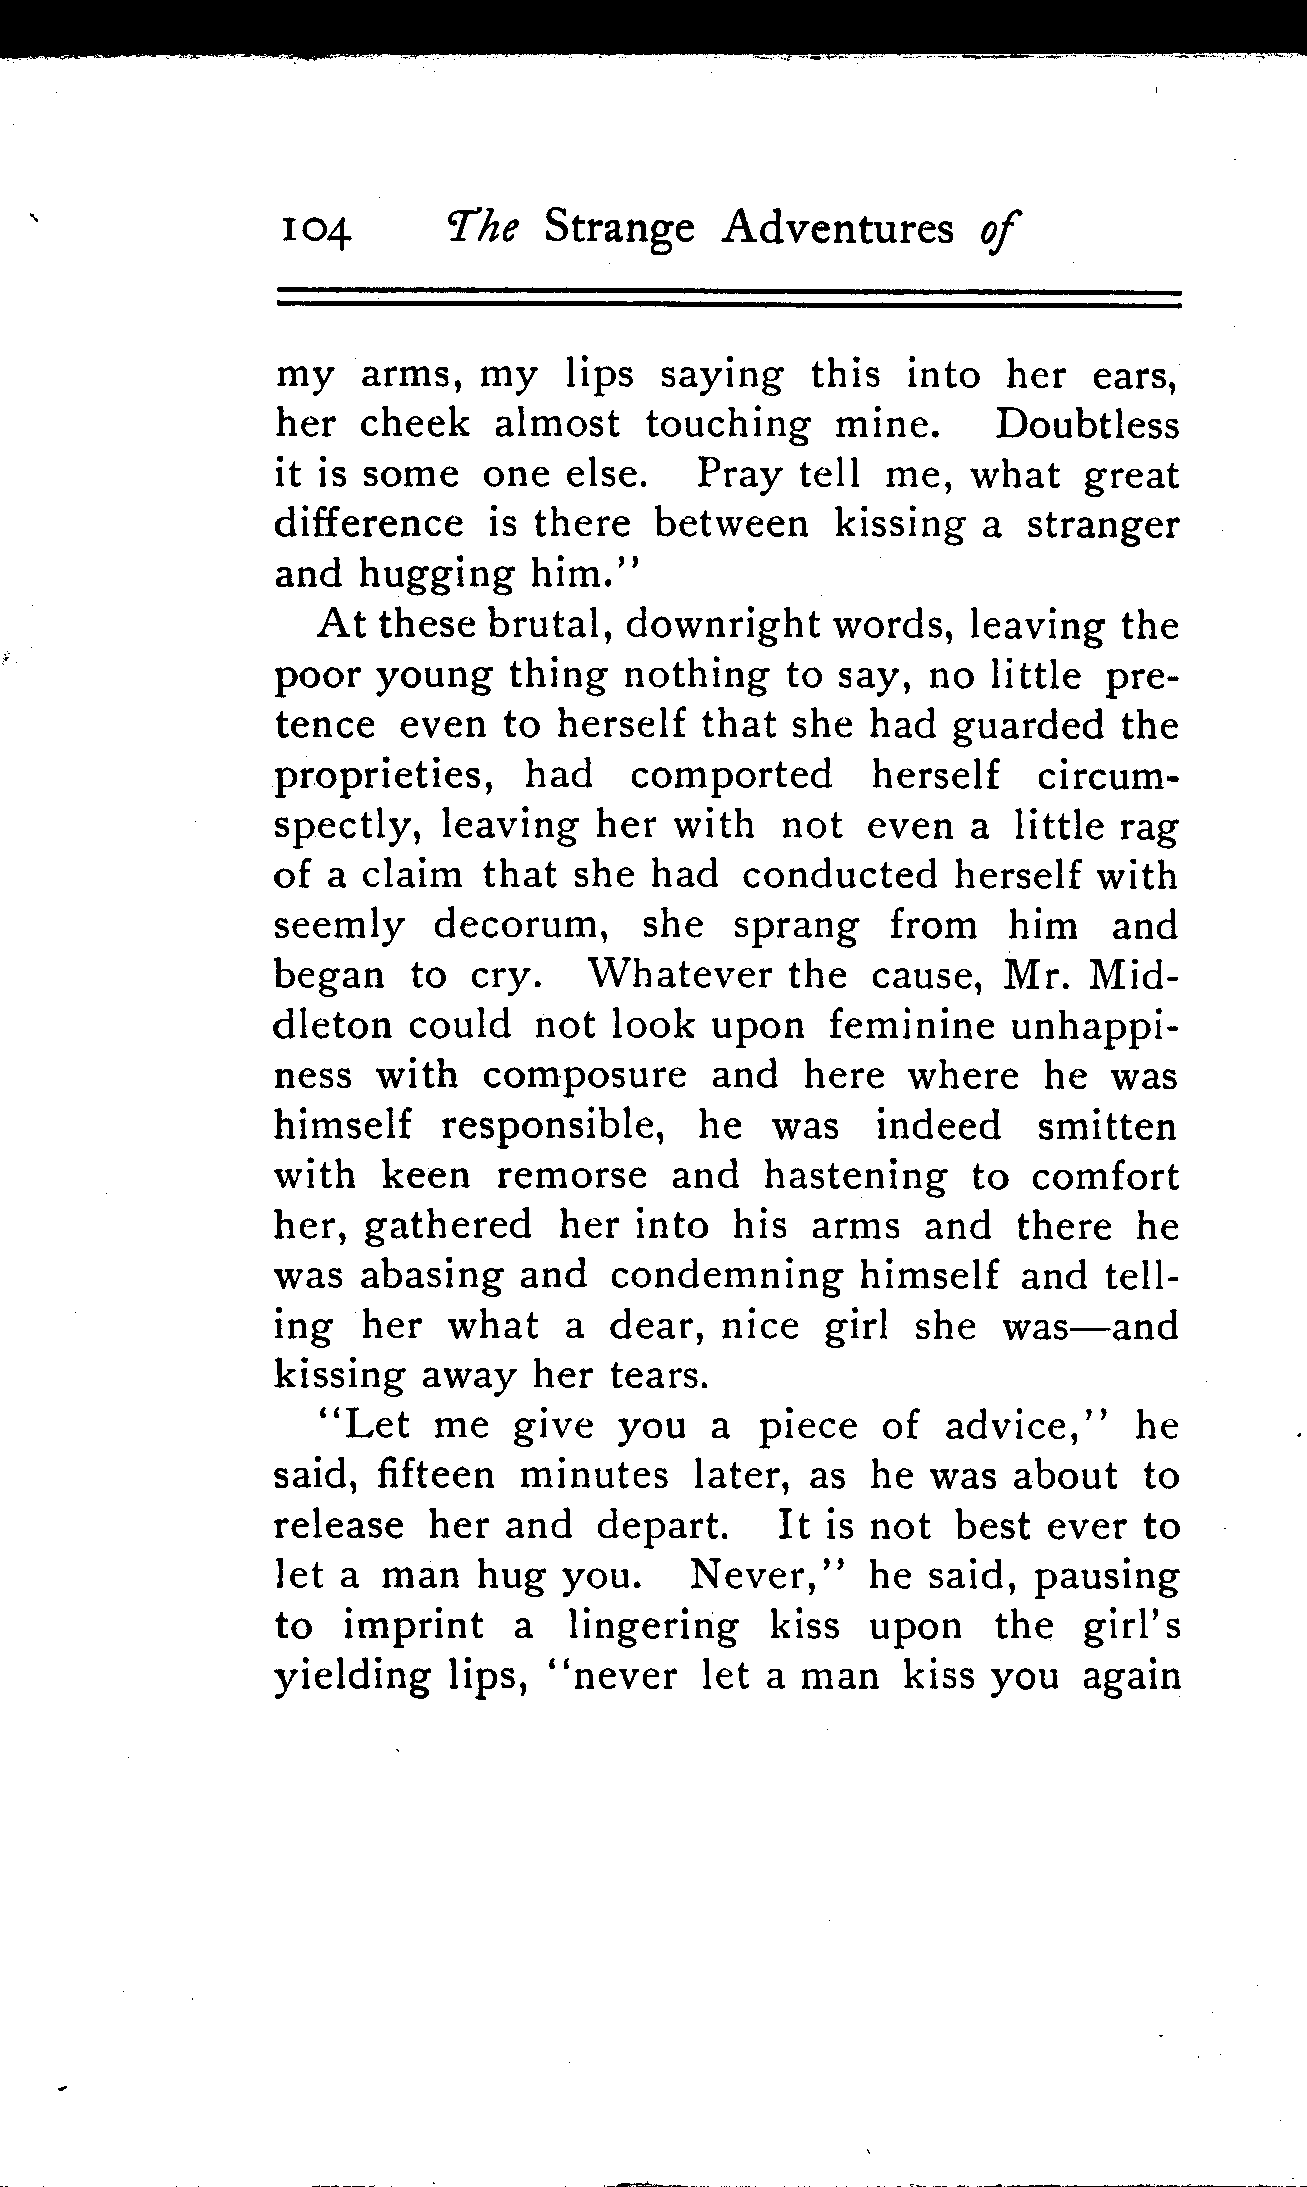 104 The Strange Adventures of
my arms, my lips saying this into her ears,
her cheek almost touching mine. Doubtless
it is some one else. Pray tell me, what great
difference is there between kissing a stranger
and hugging him."
At these brutal, downright words, leaving the
poor young thing nothing to say, no little pre-
tence even to herself that she had guarded the
proprieties, had comported herself circum-
spectly, leaving her with not even a little rag
of a claim that she had conducted herself with
seemly decorum, she sprang from him and
began to cry. Whatever the cause, Mr. Mid-
dleton could not look upon feminine unhappi-
ness with composure and here where he was
himself responsible, he was indeed smitten
with keen remorse and hastening to comfort
her, gathered her into his arms and there he
was abasing and condemning himself and tell-
ing her what a dear, nice girl she was—and
kissing away her tears.
"Let me give you a piece of advice," he
said, fifteen minutes later, as he was about to
release her and depart. It is not best ever to
let a man hug you. Never," he said, pausing
to imprint a lingering kiss upon the girl's
yielding lips, "never let a man kiss you again